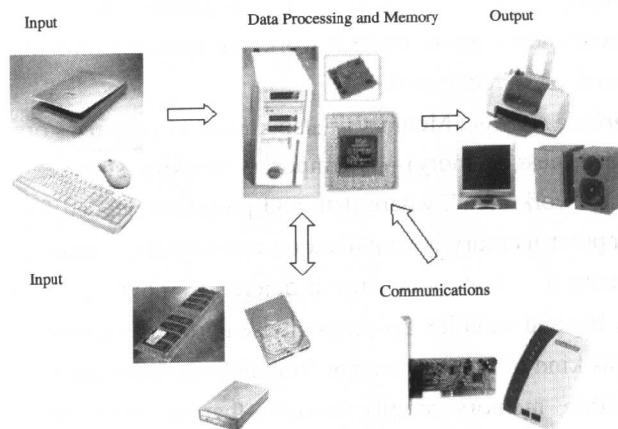 Input
Data Processing and Memory
Output
Input
Communications